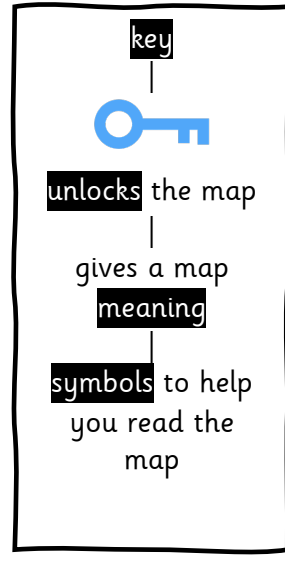 key
unlocks the map
gives a map
meaning
symbols to help
you read the
map